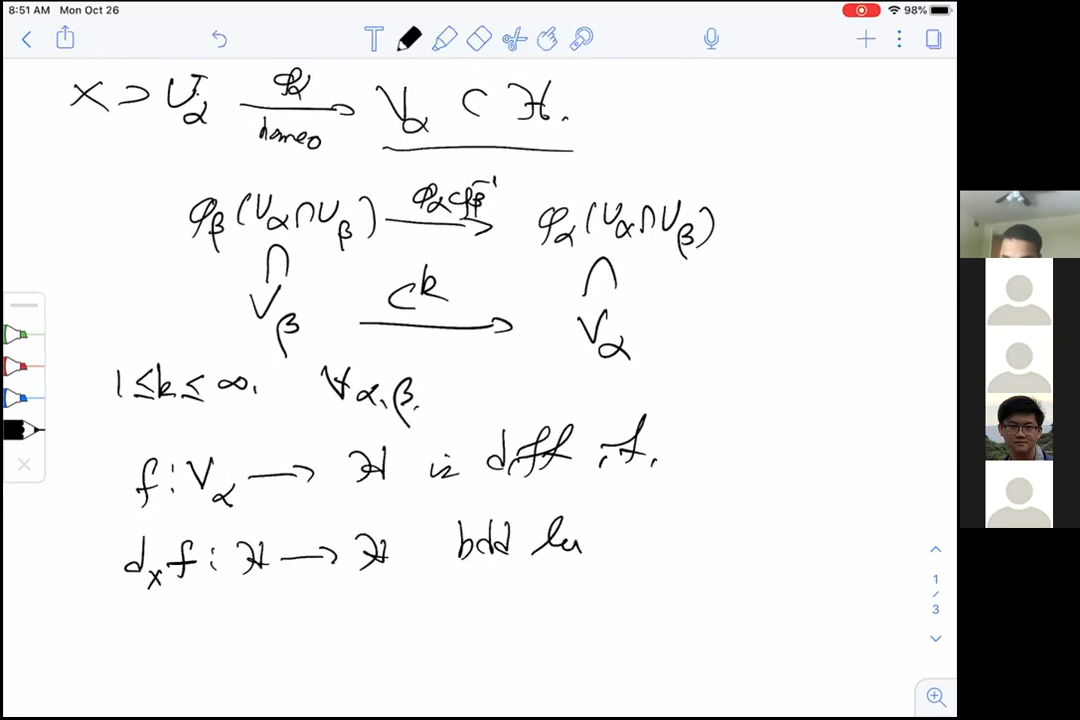 8:51 AM Mon Oct 26
98%
X ⊃ U_α φ_α → homeo V_α ⊂ ℋ.
φ_β(U_α ∩ U_β) φ_α∘φ_β^{-1} → φ_α(U_α ∩ U_β)
∩ ∩
V_β C^k → V_α
1 ≤ k ≤ ∞. ∀ α, β.
f : V_α → ℋ is diff if.
d_x f : ℋ → ℋ bdd
1
/
3